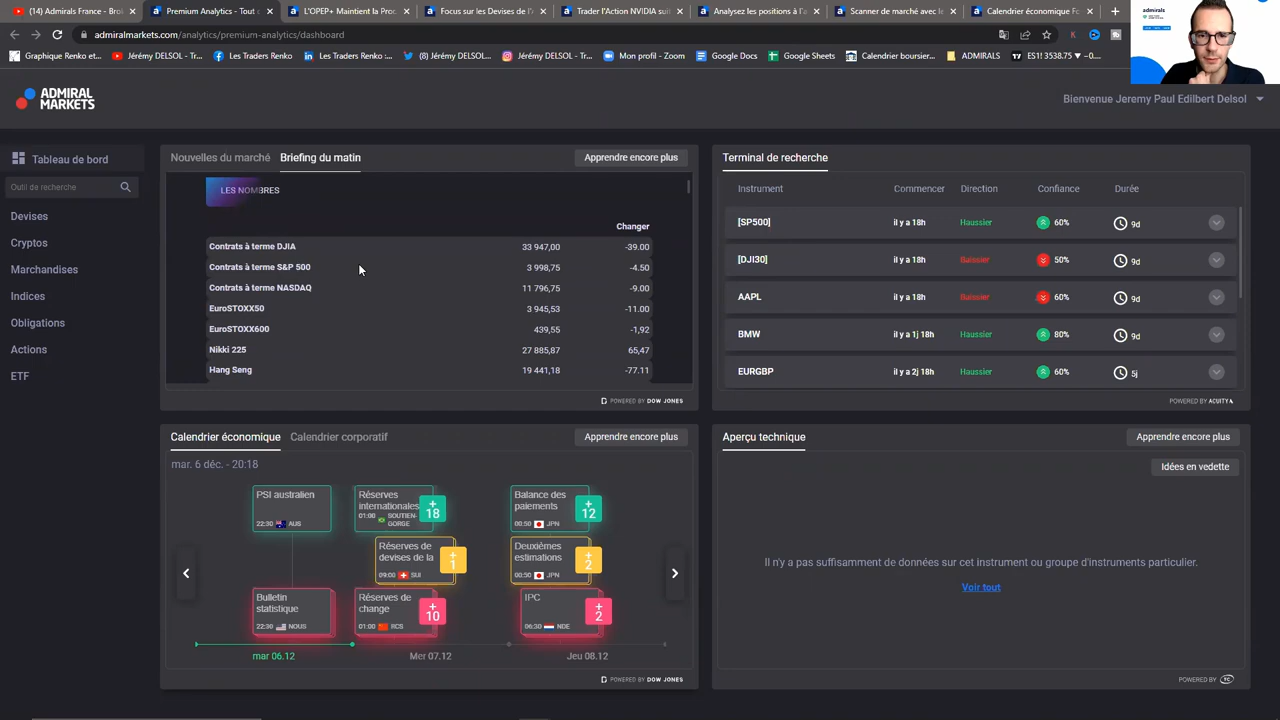 (14) Admirals France - Bro
Premium Analytics - Tout
L'OPEP+ Maintient la Proc
Focus sur les Devises de l'
Trader l'Action NVIDIA sui
Analysez les positions à l'a
Scanner de marché avec le
Calendrier économique Fo
admirals
admiralmarkets.com/analytics/premium-analytics/dashboard
Graphique Renko et...
Jérémy DELSOL - Tr...
Les Traders Renko
Les Traders Renko | Li...
(8) Jérémy DELSOL...
Jérémy DELSOL - Tr...
Mon profil - Zoom
Google Docs
Google Sheets
Calendrier boursier...
ADMIRALS
ES1! 3538.75 ▼ −0....
ADMIRAL
MARKETS
Bienvenue Jeremy Paul Edilbert Delsol
Tableau de bord
Outil de recherche
Devises
Cryptos
Marchandises
Indices
Obligations
Actions
ETF
Nouvelles du marché
Briefing du matin
Apprendre encore plus
LES NOMBRES
Changer
Contrats à terme DJIA 33 947,00 -39.00
Contrats à terme S&P 500 3 998,75 -4.50
Contrats à terme NASDAQ 11 796,75 -9.00
EuroSTOXX50 3 945,53 -11.00
EuroSTOXX600 439,55 -1,92
Nikki 225 27 885,87 65,47
Hang Seng 19 441,18 -77.11
POWERED BY DOW JONES
Terminal de recherche
Instrument Commencer Direction Confiance Durée
[SP500] il y a 18h Haussier 60% 9d
[DJI30] il y a 18h Baissier 50% 9d
AAPL il y a 18h Baissier 60% 9d
BMW il y a 1j 18h Haussier 80% 9d
EURGBP il y a 2j 18h Haussier 60% 5j
POWERED BY ACUITY
Calendrier économique
Calendrier corporatif
Apprendre encore plus
mar. 6 déc. - 20:18
PSI australien
22:30 AUS
Réserves
internationales
01:00 SOUTIEN-
GORGE
+
18
Balance des
paiements
00:50 JPN
+
12
Réserves de
devises de la
09:00 SUI
+
1
Deuxièmes
estimations
00:50 JPN
+
2
Bulletin
statistique
22:30 NOUS
Réserves de
change
01:00 RCS
+
10
IPC
06:30 NDE
+
2
mar 06.12
Mer 07.12
Jeu 08.12
POWERED BY DOW JONES
Aperçu technique
Apprendre encore plus
Idées en vedette
Il n'y a pas suffisamment de données sur cet instrument ou groupe d'instruments particulier.
Voir tout
POWERED BY TC